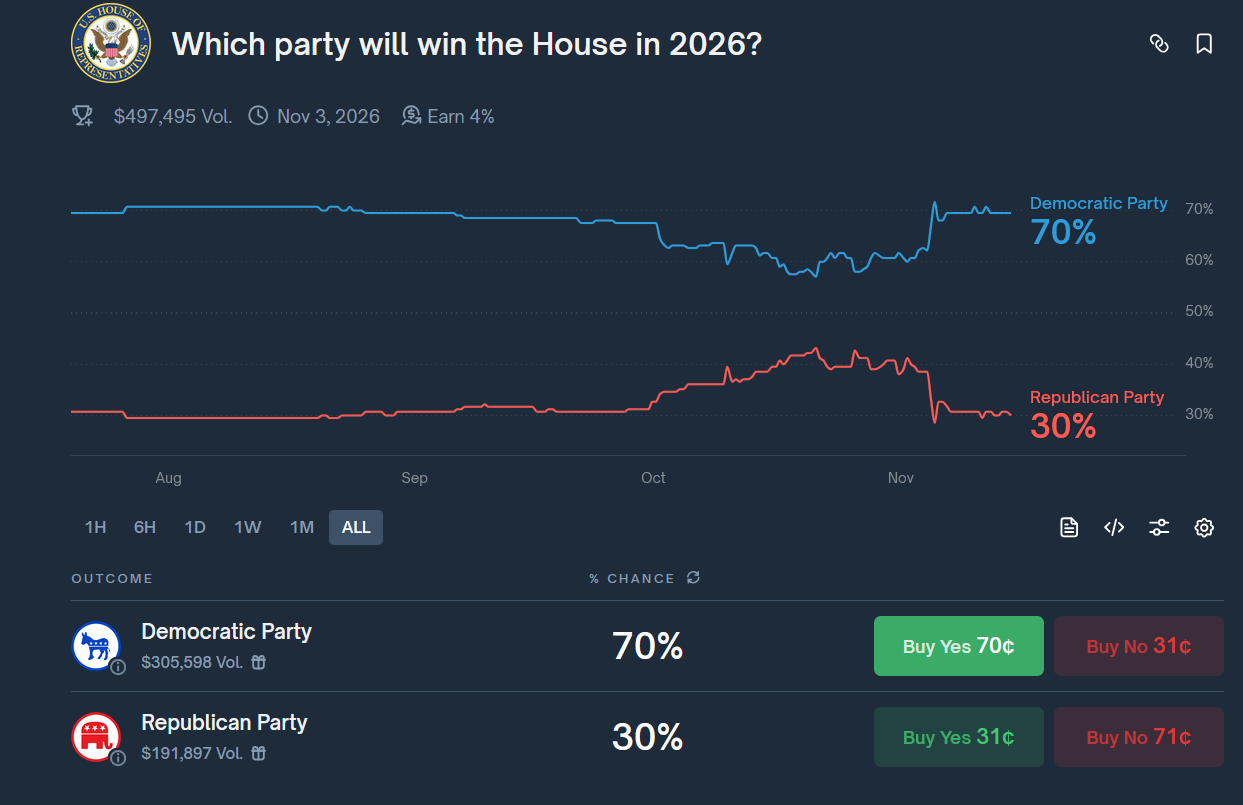 U.S. HOUSE OF REPRESENTATIVES
Which party will win the House in 2026?
$497,495 Vol. Nov 3, 2026 Earn 4%
Democratic Party
70%
70%
60%
50%
40%
Republican Party
30%
30%
Aug Sep Oct Nov
1H 6H 1D 1W 1M ALL
OUTCOME % CHANCE
Democratic Party
$305,598 Vol.
70%
Buy Yes 70¢ Buy No 31¢
Republican Party
$191,897 Vol.
30%
Buy Yes 31¢ Buy No 71¢